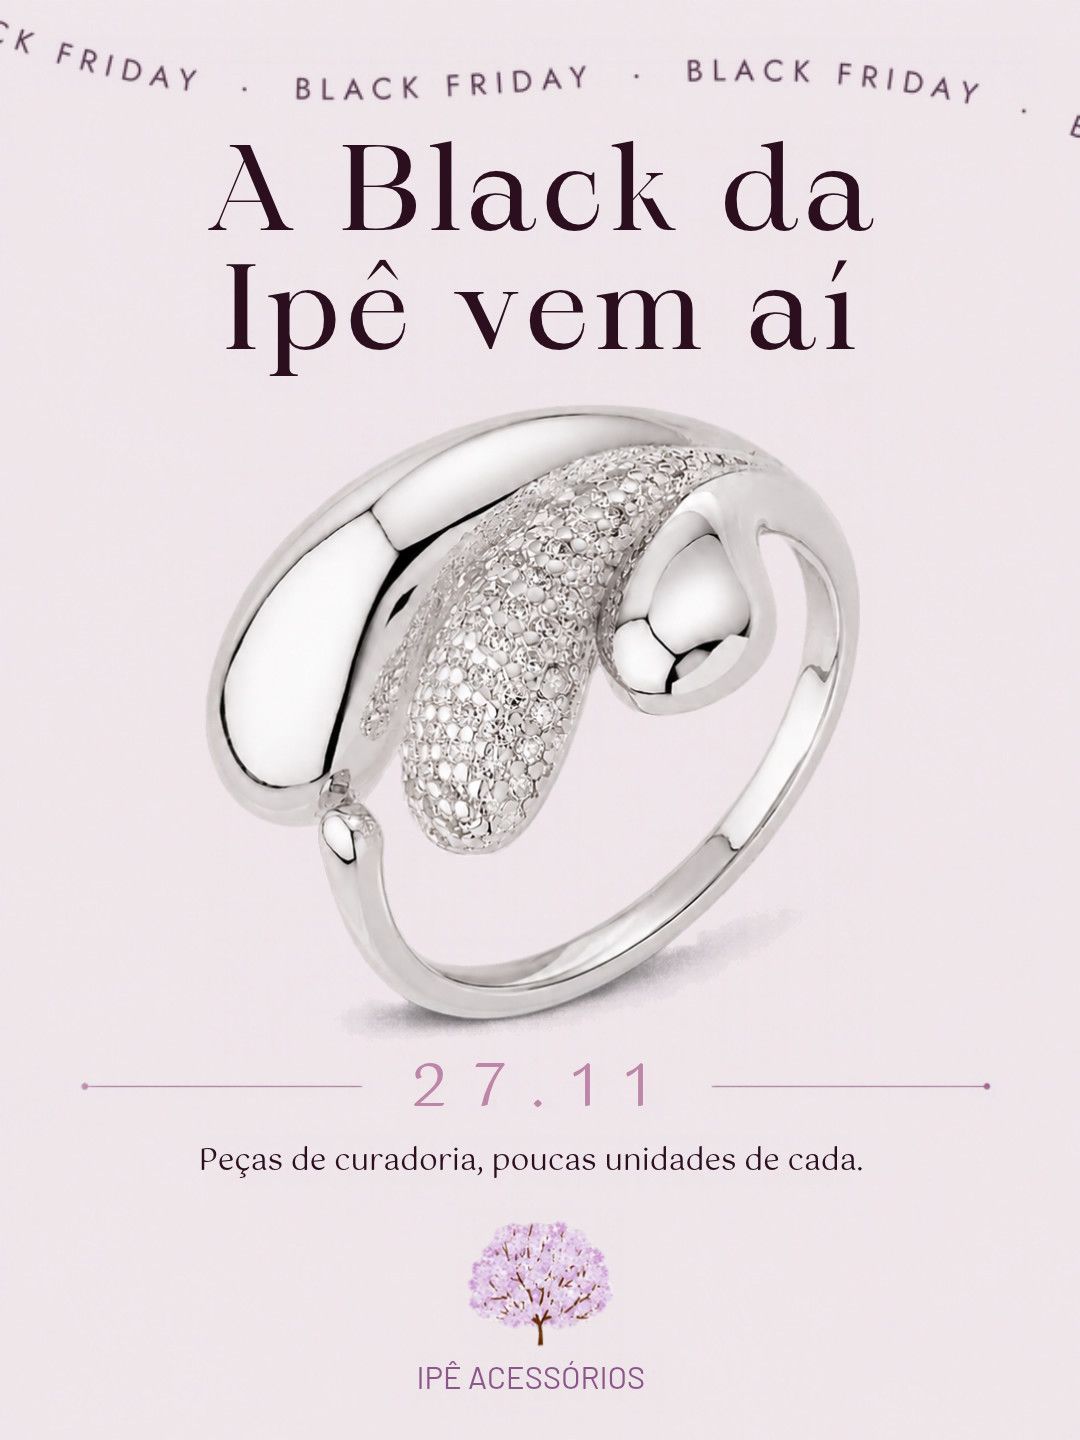 CK FRIDAY · BLACK FRIDAY · BLACK FRIDAY ·
A Black da
Ipê vem aí
27.11
Peças de curadoria, poucas unidades de cada.
IPÊ ACESSÓRIOS